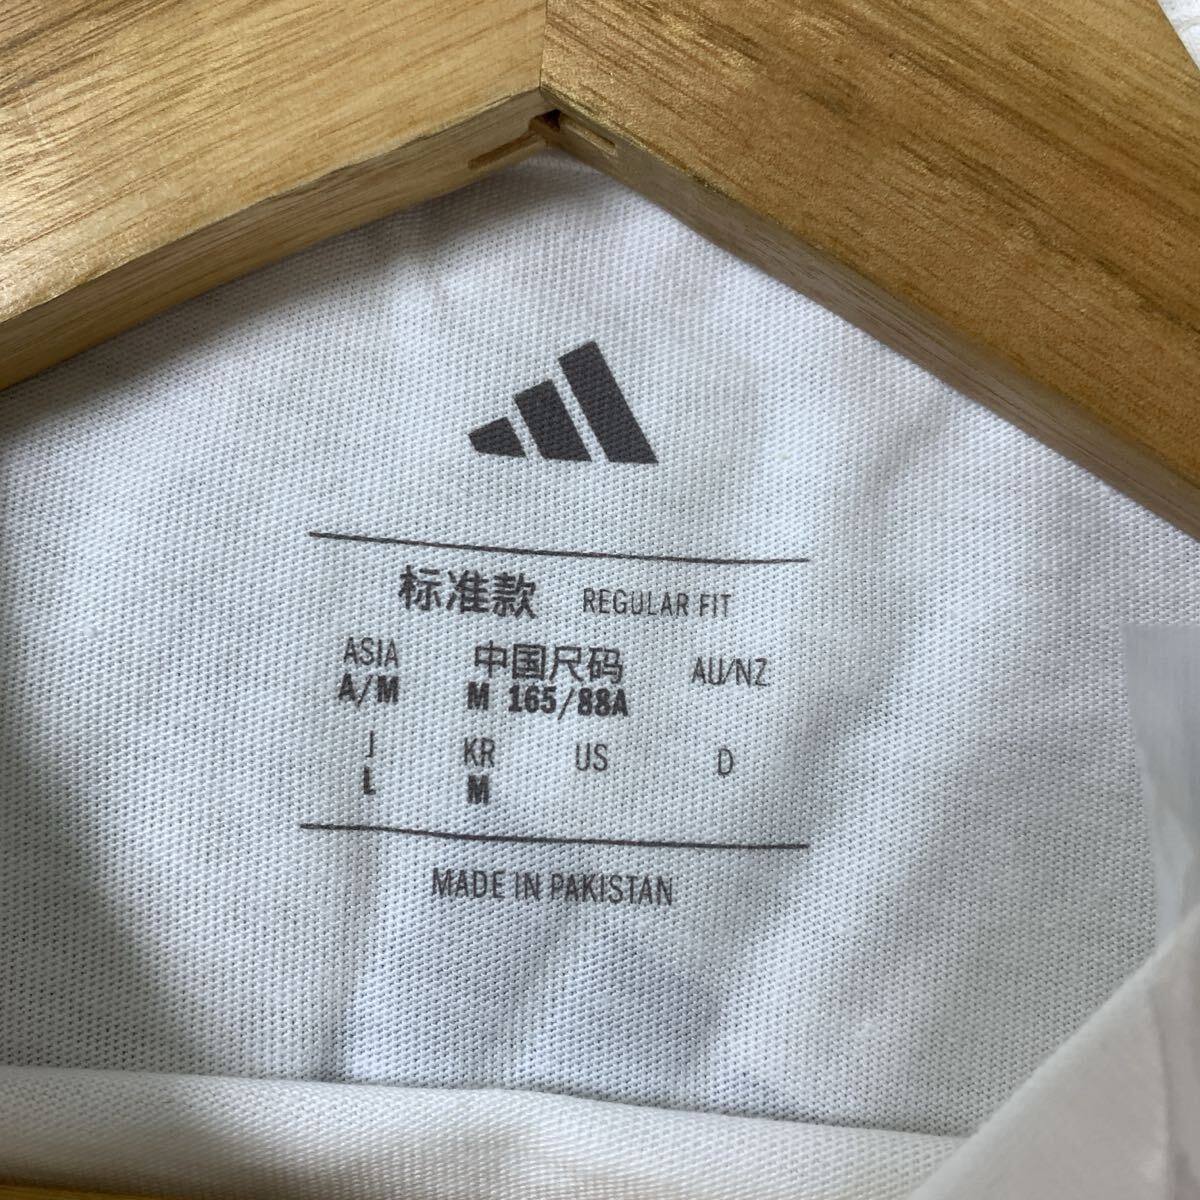 标准款 REGULAR FIT
ASIA 中国尺码 AU/NZ
A/M M 165/88A
J KR US D
L M
MADE IN PAKISTAN